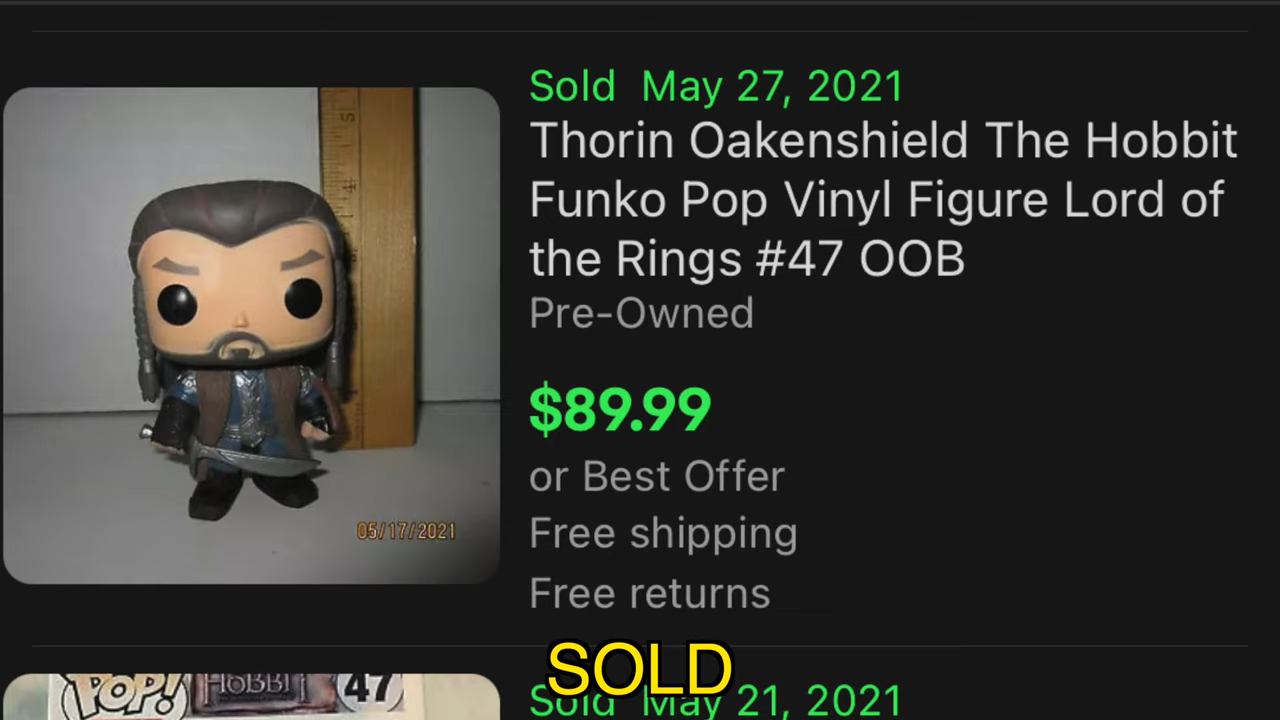 Sold May 27, 2021
Thorin Oakenshield The Hobbit
Funko Pop Vinyl Figure Lord of
the Rings #47 OOB
Pre-Owned
$89.99
or Best Offer
Free shipping
Free returns
5
4
05/17/2021
SOLD
POP!
HOBBIT
47
Sold May 21, 2021